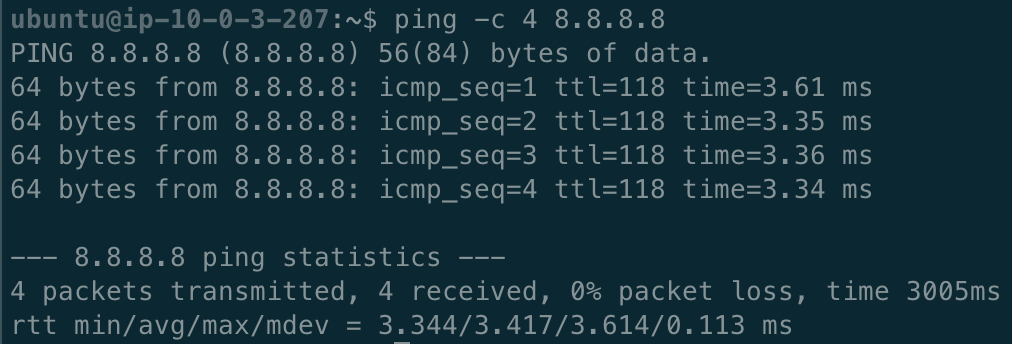 ubuntu@ip-10-0-3-207:~$ ping -c 4 8.8.8.8
PING 8.8.8.8 (8.8.8.8) 56(84) bytes of data.
64 bytes from 8.8.8.8: icmp_seq=1 ttl=118 time=3.61 ms
64 bytes from 8.8.8.8: icmp_seq=2 ttl=118 time=3.35 ms
64 bytes from 8.8.8.8: icmp_seq=3 ttl=118 time=3.36 ms
64 bytes from 8.8.8.8: icmp_seq=4 ttl=118 time=3.34 ms
--- 8.8.8.8 ping statistics ---
4 packets transmitted, 4 received, 0% packet loss, time 3005ms
rtt min/avg/max/mdev = 3.344/3.417/3.614/0.113 ms